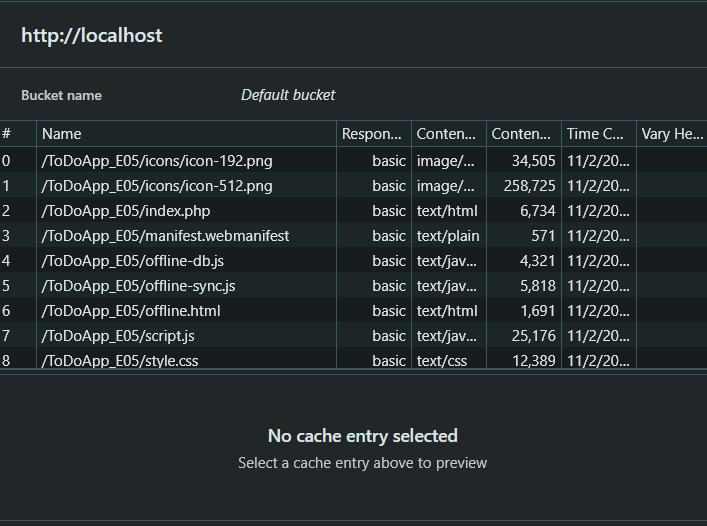 http://localhost
Bucket name Default bucket
# Name Respon... Conten... Conten... Time C... Vary He...
0 /ToDoApp_E05/icons/icon-192.png basic image/... 34,505 11/2/20...
1 /ToDoApp_E05/icons/icon-512.png basic image/... 258,725 11/2/20...
2 /ToDoApp_E05/index.php basic text/html 6,734 11/2/20...
3 /ToDoApp_E05/manifest.webmanifest basic text/plain 571 11/2/20...
4 /ToDoApp_E05/offline-db.js basic text/jav... 4,321 11/2/20...
5 /ToDoApp_E05/offline-sync.js basic text/jav... 5,818 11/2/20...
6 /ToDoApp_E05/offline.html basic text/html 1,691 11/2/20...
7 /ToDoApp_E05/script.js basic text/jav... 25,176 11/2/20...
8 /ToDoApp_E05/style.css basic text/css 12,389 11/2/20...
No cache entry selected
Select a cache entry above to preview